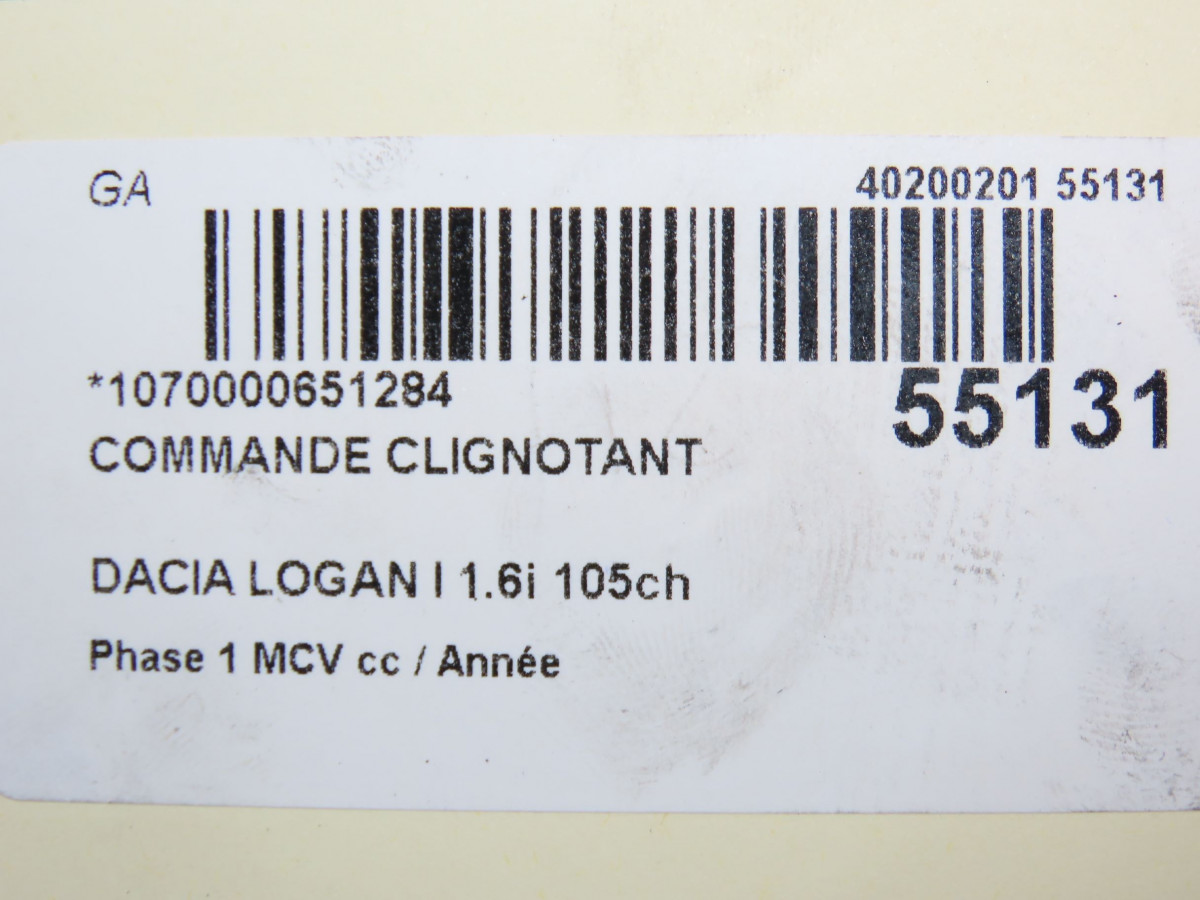 GA
40200201 55131
*1070000651284
55131
COMMANDE CLIGNOTANT
DACIA LOGAN I 1.6i 105ch
Phase 1 MCV cc / Année